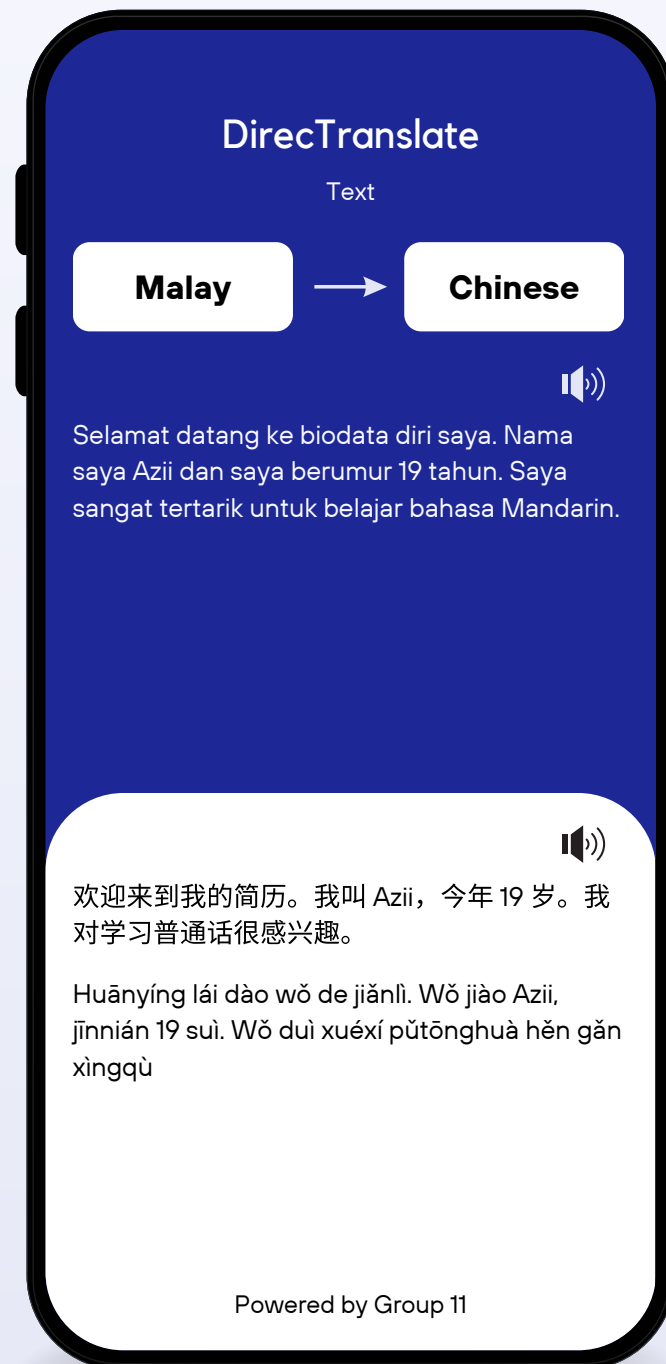 DirecTranslate
Text
Malay
Chinese
Selamat datang ke biodata diri saya. Nama
saya Azii dan saya berumur 19 tahun. Saya
sangat tertarik untuk belajar bahasa Mandarin.
欢迎来到我的简历。我叫 Azii，今年 19 岁。我
对学习普通话很感兴趣。
Huānyíng lái dào wǒ de jiǎnlì. Wǒ jiào Azii,
jīnnián 19 suì. Wǒ duì xuéxí pǔtōnghuà hěn gǎn
xìngqù
Powered by Group 11